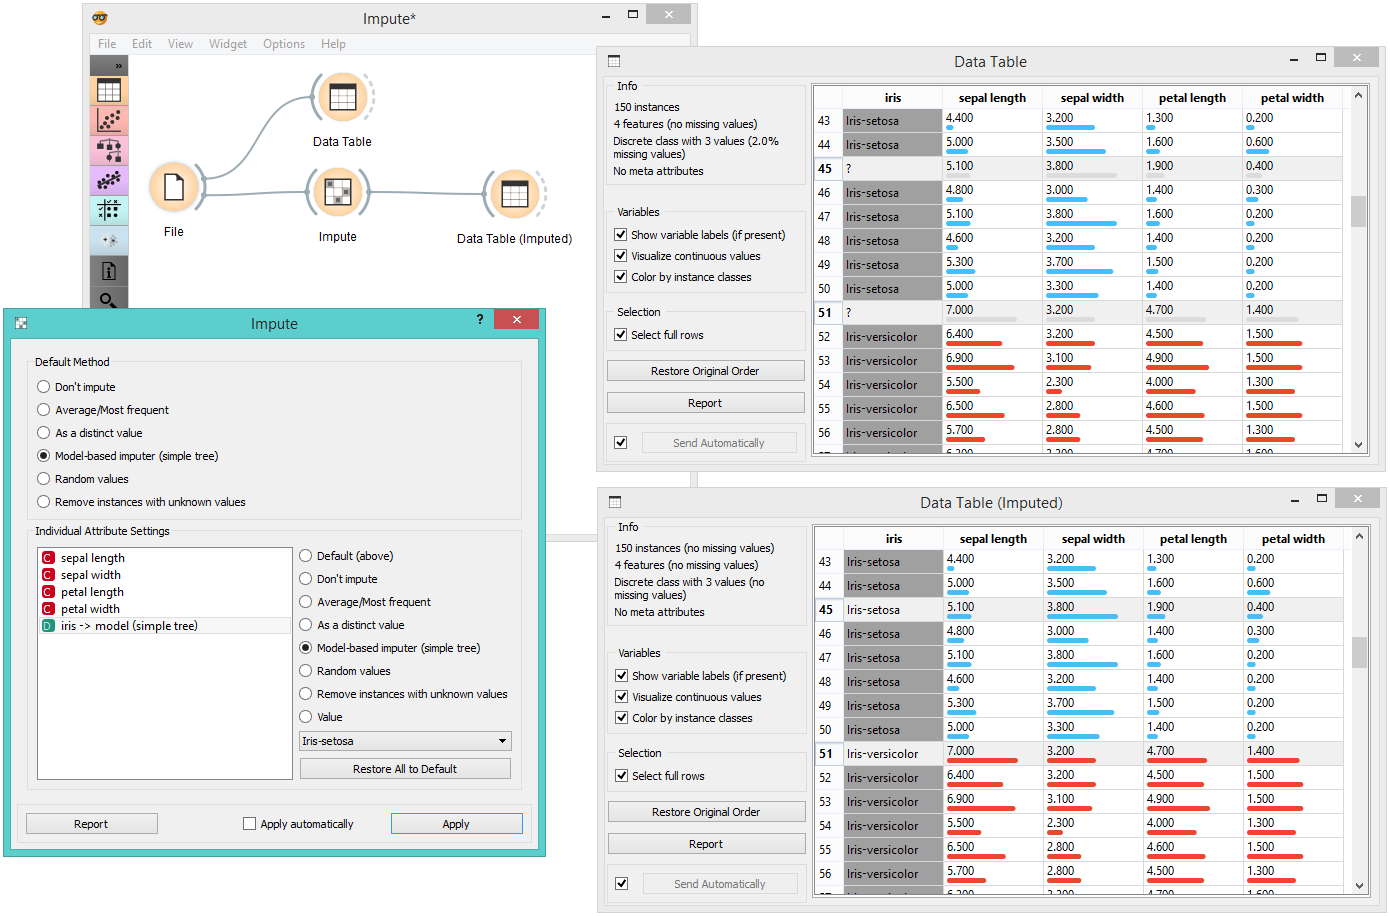 Impute*
File Edit View Widget Options Help
»
Data Table
File
Impute
Data Table (Imputed)
Impute
?
Default Method
Don't impute
Average/Most frequent
As a distinct value
Model-based imputer (simple tree)
Random values
Remove instances with unknown values
Individual Attribute Settings
C sepal length
C sepal width
C petal length
C petal width
D iris -> model (simple tree)
Default (above)
Don't impute
Average/Most frequent
As a distinct value
Model-based imputer (simple tree)
Random values
Remove instances with unknown values
Value
Iris-setosa
Restore All to Default
Report
Apply automatically
Apply
Data Table
Info
150 instances
4 features (no missing values)
Discrete class with 3 values (2.0%
missing values)
No meta attributes
Variables
Show variable labels (if present)
Visualize continuous values
Color by instance classes
Selection
Select full rows
Restore Original Order
Report
Send Automatically
iris sepal length sepal width petal length petal width
43 Iris-setosa 4.400 3.200 1.300 0.200
44 Iris-setosa 5.000 3.500 1.600 0.600
45 ? 5.100 3.800 1.900 0.400
46 Iris-setosa 4.800 3.000 1.400 0.300
47 Iris-setosa 5.100 3.800 1.600 0.200
48 Iris-setosa 4.600 3.200 1.400 0.200
49 Iris-setosa 5.300 3.700 1.500 0.200
50 Iris-setosa 5.000 3.300 1.400 0.200
51 ? 7.000 3.200 4.700 1.400
52 Iris-versicolor 6.400 3.200 4.500 1.500
53 Iris-versicolor 6.900 3.100 4.900 1.500
54 Iris-versicolor 5.500 2.300 4.000 1.300
55 Iris-versicolor 6.500 2.800 4.600 1.500
56 Iris-versicolor 5.700 2.800 4.500 1.300
Data Table (Imputed)
Info
150 instances (no missing values)
4 features (no missing values)
Discrete class with 3 values (no
missing values)
No meta attributes
Variables
Show variable labels (if present)
Visualize continuous values
Color by instance classes
Selection
Select full rows
Restore Original Order
Report
Send Automatically
iris sepal length sepal width petal length petal width
43 Iris-setosa 4.400 3.200 1.300 0.200
44 Iris-setosa 5.000 3.500 1.600 0.600
45 Iris-setosa 5.100 3.800 1.900 0.400
46 Iris-setosa 4.800 3.000 1.400 0.300
47 Iris-setosa 5.100 3.800 1.600 0.200
48 Iris-setosa 4.600 3.200 1.400 0.200
49 Iris-setosa 5.300 3.700 1.500 0.200
50 Iris-setosa 5.000 3.300 1.400 0.200
51 Iris-versicolor 7.000 3.200 4.700 1.400
52 Iris-versicolor 6.400 3.200 4.500 1.500
53 Iris-versicolor 6.900 3.100 4.900 1.500
54 Iris-versicolor 5.500 2.300 4.000 1.300
55 Iris-versicolor 6.500 2.800 4.600 1.500
56 Iris-versicolor 5.700 2.800 4.500 1.300